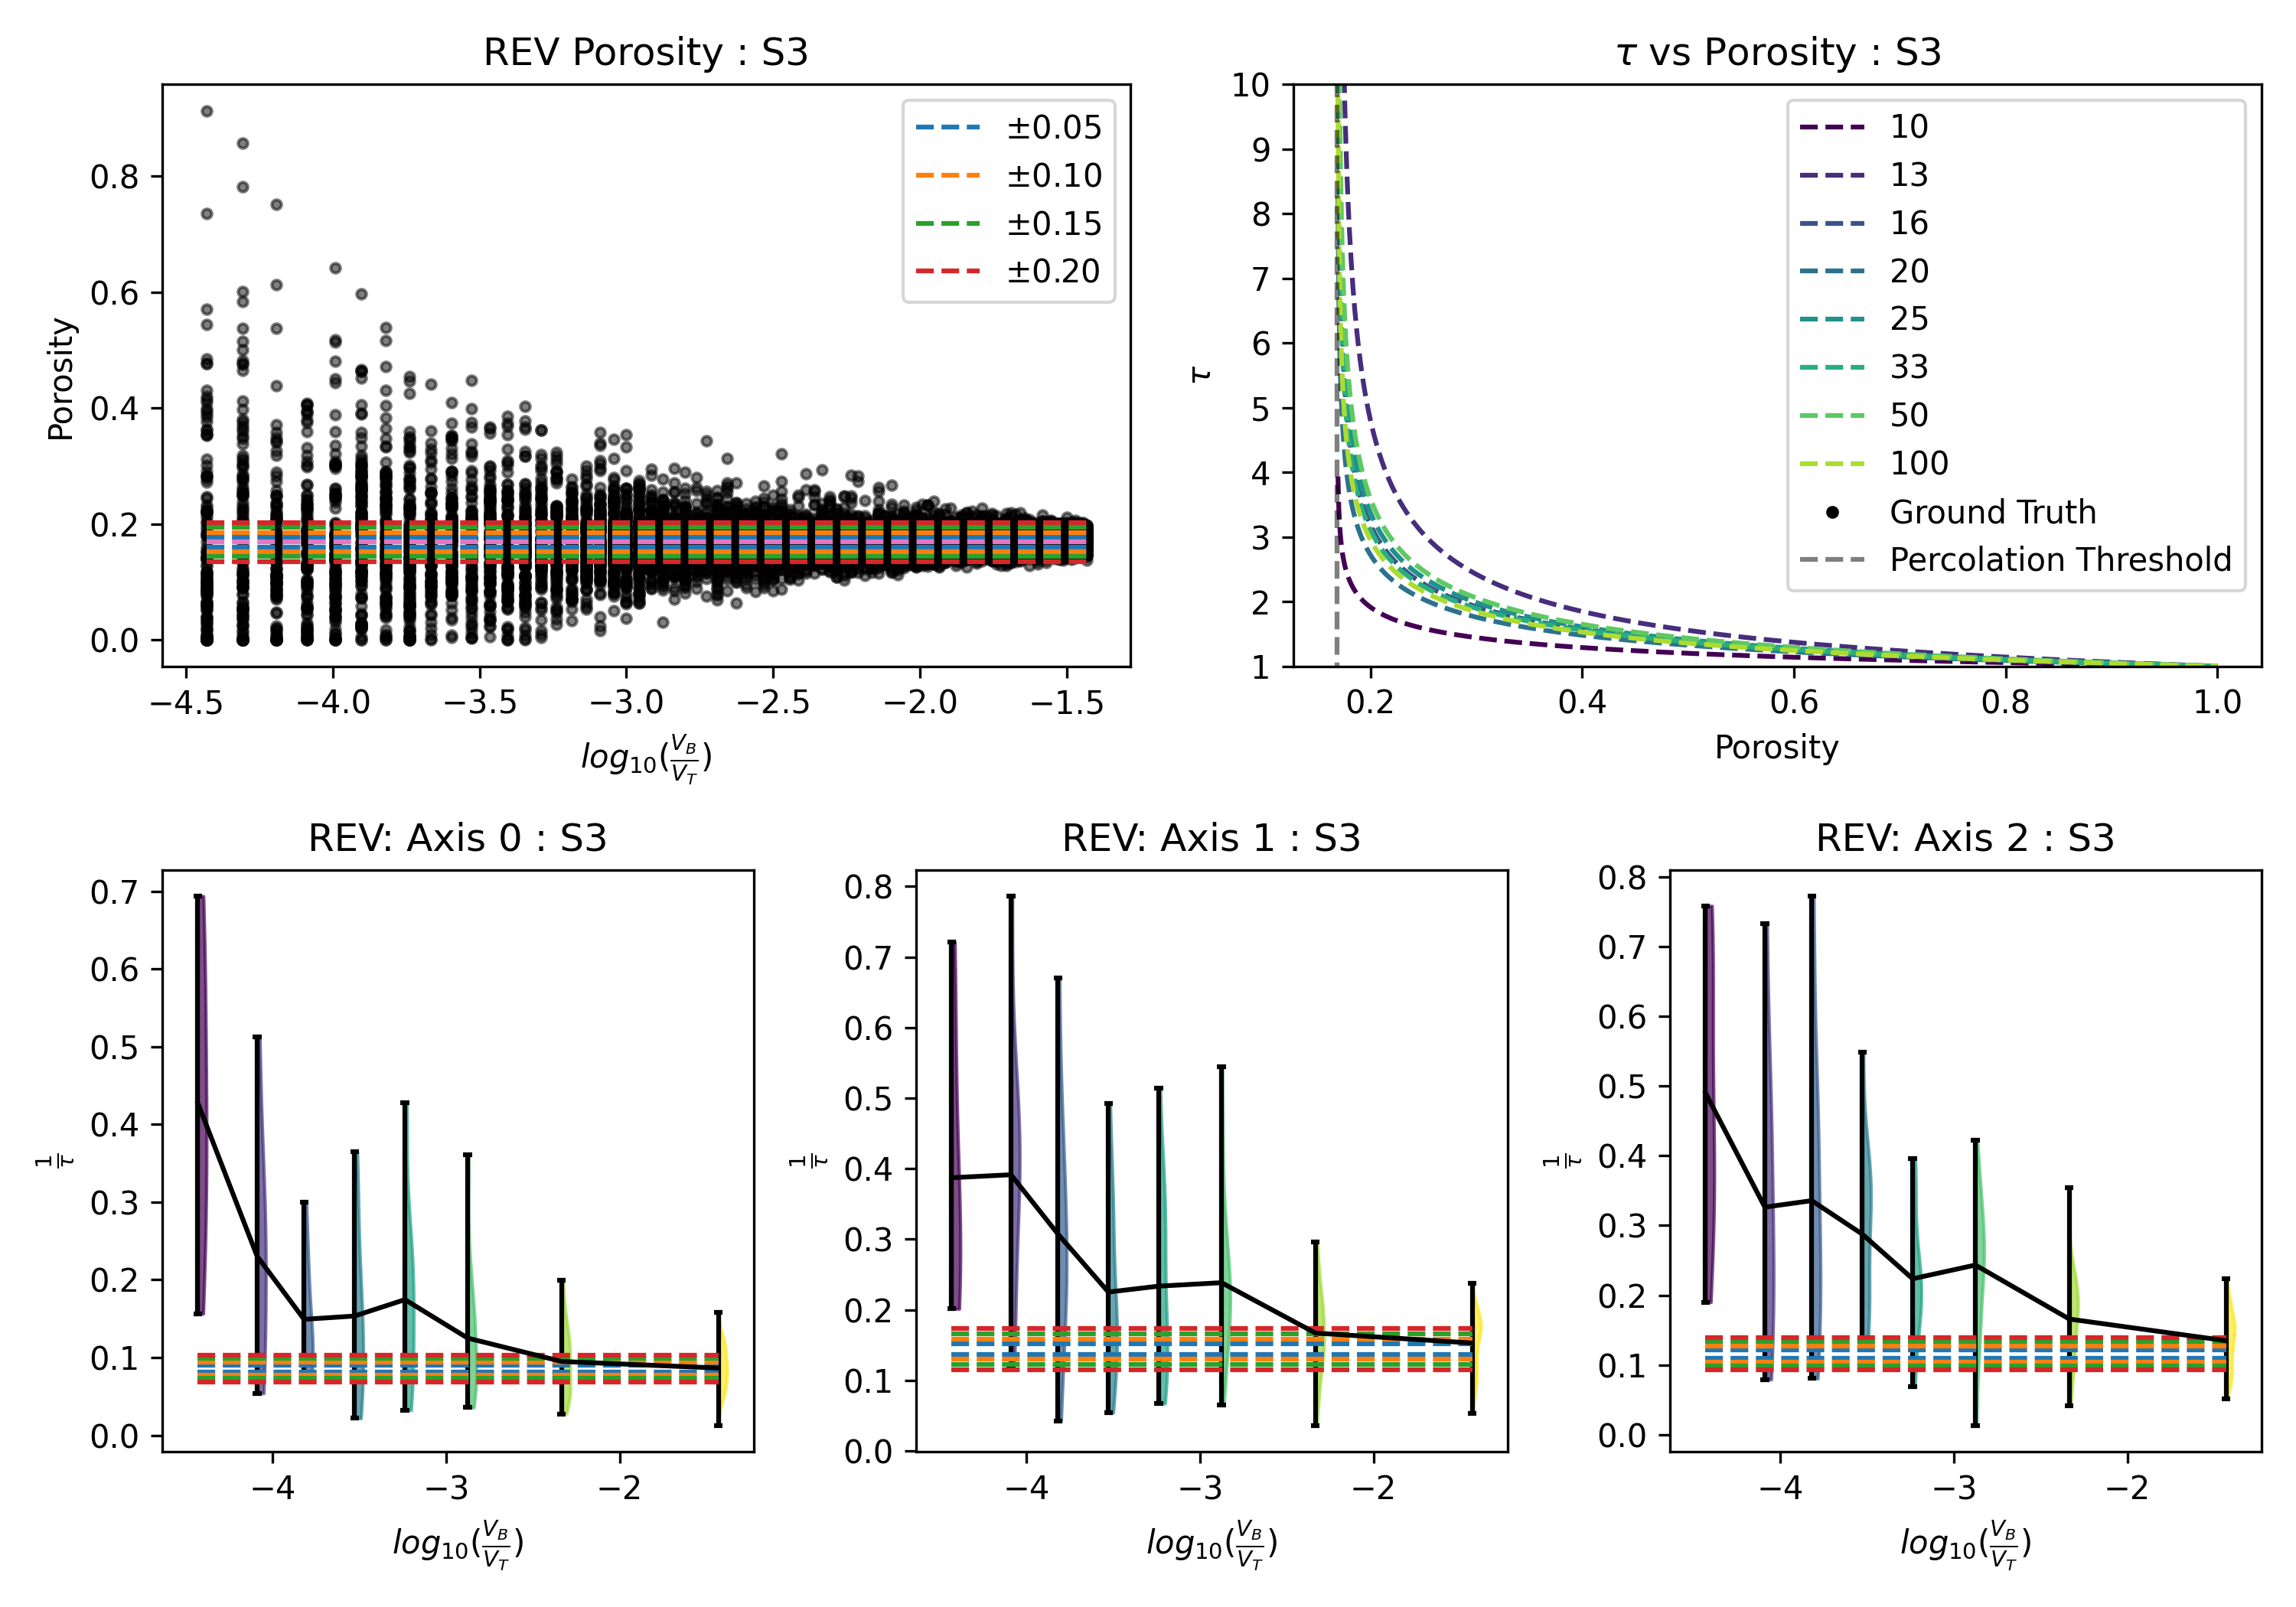 REV Porosity : S3
Porosity
0.8
0.6
0.4
0.2
0.0
±0.05
±0.10
±0.15
±0.20
−4.5 −4.0 −3.5 −3.0 −2.5 −2.0 −1.5
log₁₀(V_B/V_T)
τ vs Porosity : S3
τ
10
9
8
7
6
5
4
3
2
1
10
13
16
20
25
33
50
100
Ground Truth
Percolation Threshold
0.2 0.4 0.6 0.8 1.0
Porosity
REV: Axis 0 : S3
1/τ
0.7
0.6
0.5
0.4
0.3
0.2
0.1
0.0
−4 −3 −2
log₁₀(V_B/V_T)
REV: Axis 1 : S3
1/τ
0.8
0.7
0.6
0.5
0.4
0.3
0.2
0.1
0.0
−4 −3 −2
log₁₀(V_B/V_T)
REV: Axis 2 : S3
1/τ
0.8
0.7
0.6
0.5
0.4
0.3
0.2
0.1
0.0
−4 −3 −2
log₁₀(V_B/V_T)